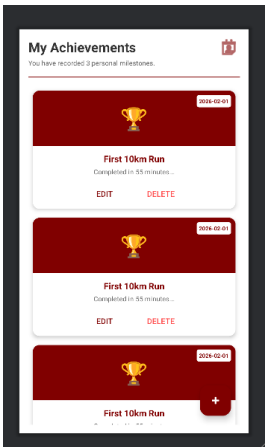 My Achievements
You have recorded 3 personal milestones.
2026-02-01
First 10km Run
Completed in 55 minutes...
EDIT DELETE
2026-02-01
First 10km Run
Completed in 55 minutes...
EDIT DELETE
2026-02-01
First 10km Run
+